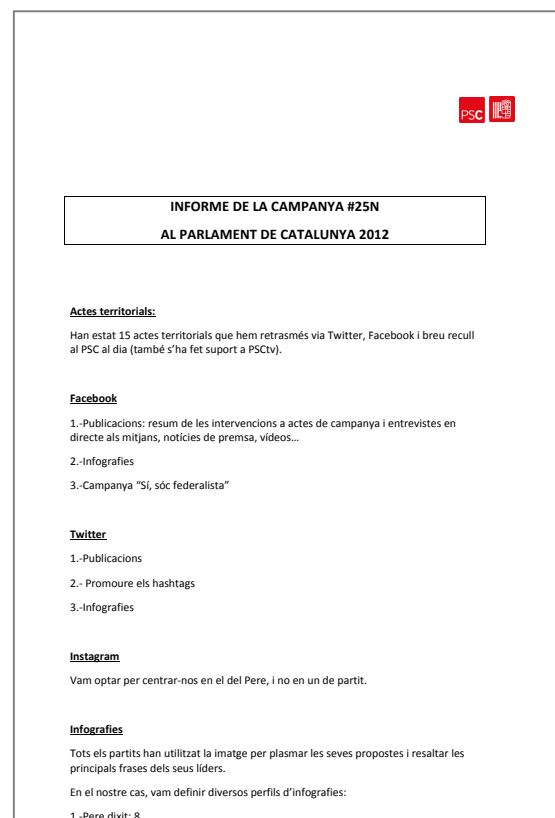 PSC
INFORME DE LA CAMPANYA #25N
AL PARLAMENT DE CATALUNYA 2012
Actes territorials:
Han estat 15 actes territorials que hem retrasmés via Twitter, Facebook i breu recull
al PSC al dia (també s’ha fet suport a PSCtv).
Facebook
1.-Publicacions: resum de les intervencions a actes de campanya i entrevistes en
directe als mitjans, notícies de premsa, vídeos…
2.-Infografies
3.-Campanya “Sí, sóc federalista”
Twitter
1.-Publicacions
2.- Promoure els hashtags
3.-Infografies
Instagram
Vam optar per centrar-nos en el del Pere, i no en un de partit.
Infografies
Tots els partits han utilitzat la imatge per plasmar les seves propostes i resaltar les
principals frases dels seus líders.
En el nostre cas, vam definir diversos perfils d’infografies:
1.-Pere dixit: 8